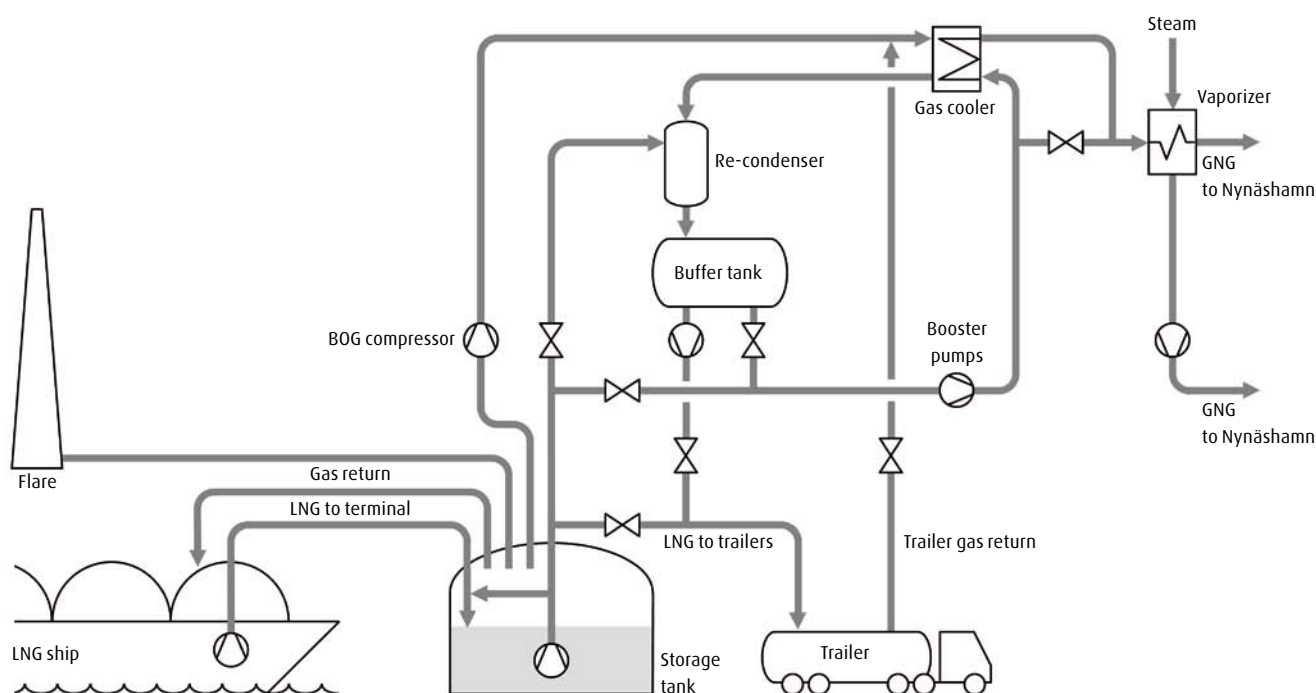 Steam
Vaporizer
Gas cooler
GNG
to Nynäshamn
Re-condenser
Buffer tank
BOG compressor
Booster
pumps
GNG
to Nynäshamn
Flare
Gas return
LNG to terminal
LNG to trailers
Trailer gas return
LNG ship
Storage
tank
Trailer